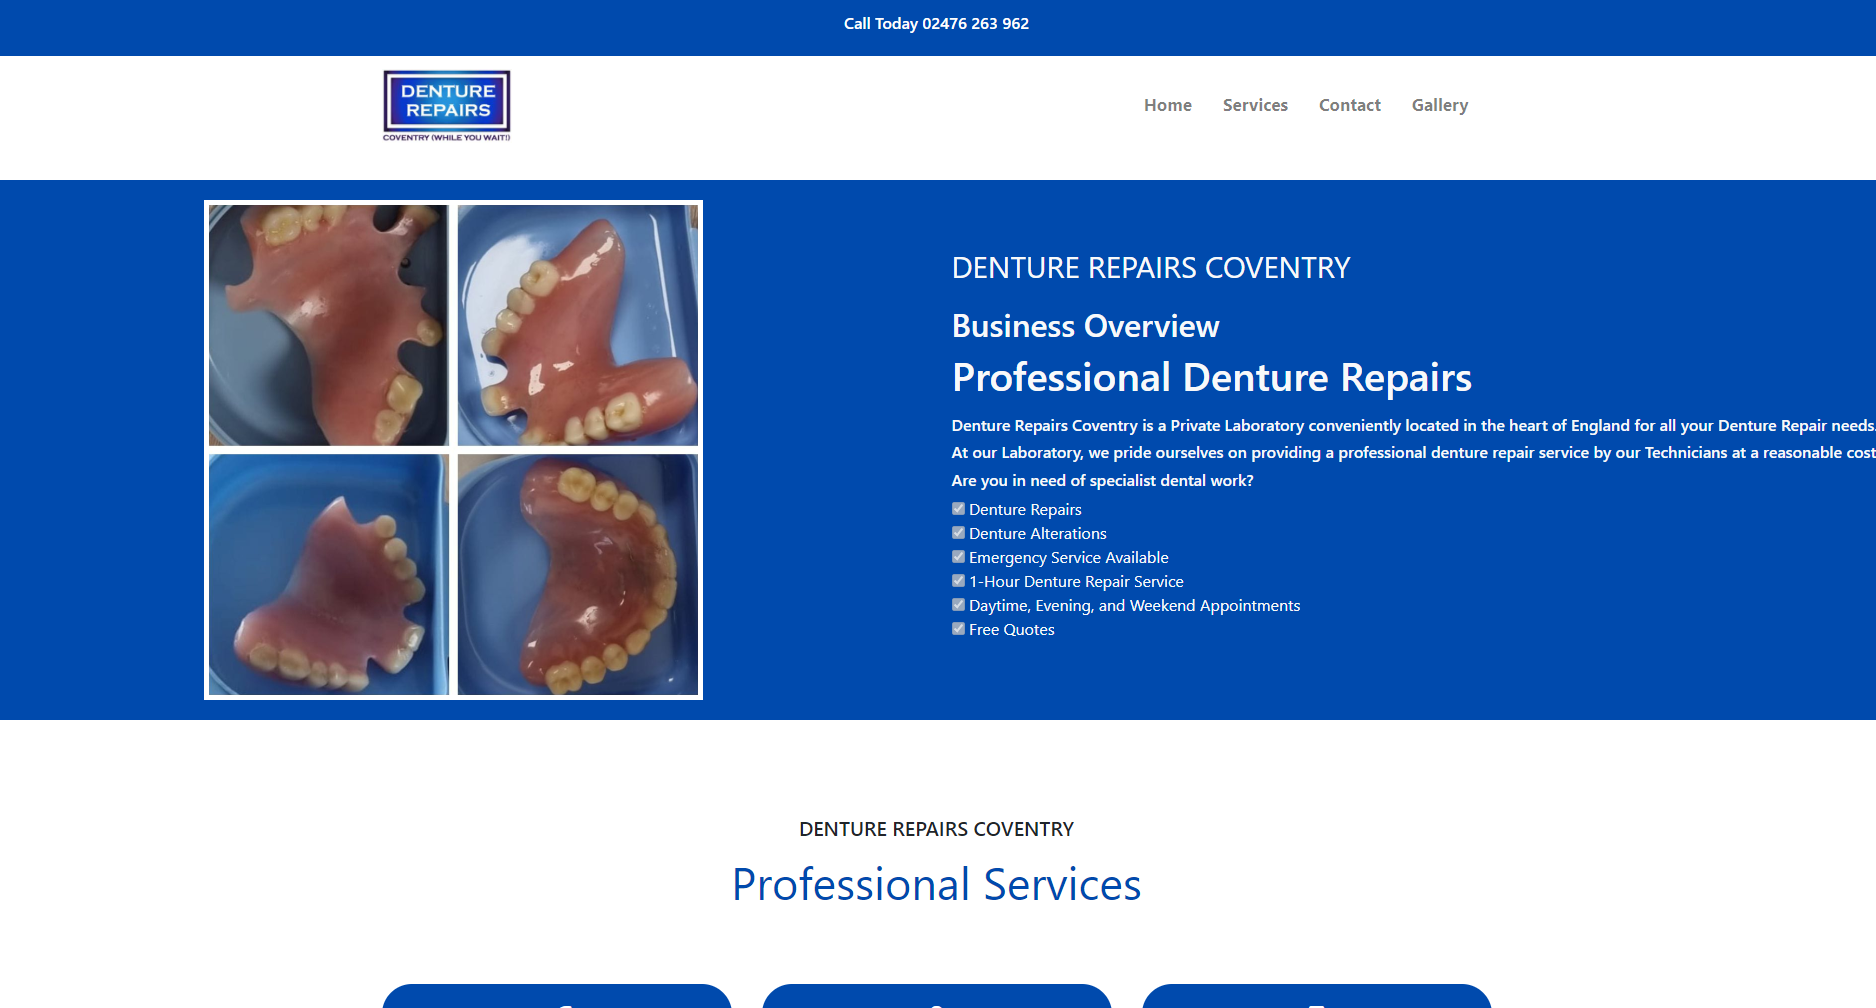 Call Today 02476 263 962
DENTURE
REPAIRS
COVENTRY (WHILE YOU WAIT!)
Home Services Contact Gallery
DENTURE REPAIRS COVENTRY
Business Overview
Professional Denture Repairs
Denture Repairs Coventry is a Private Laboratory conveniently located in the heart of England for all your Denture Repair needs.
At our Laboratory, we pride ourselves on providing a professional denture repair service by our Technicians at a reasonable cost
Are you in need of specialist dental work?
Denture Repairs
Denture Alterations
Emergency Service Available
1-Hour Denture Repair Service
Daytime, Evening, and Weekend Appointments
Free Quotes
DENTURE REPAIRS COVENTRY
Professional Services